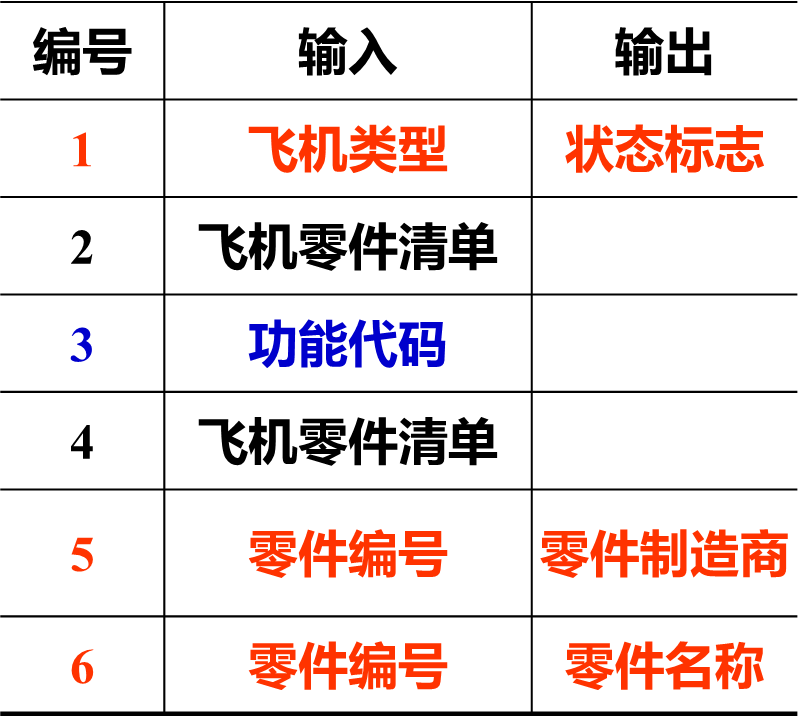 编号 输入 输出
1 飞机类型 状态标志
2 飞机零件清单
3 功能代码
4 飞机零件清单
5 零件编号 零件制造商
6 零件编号 零件名称